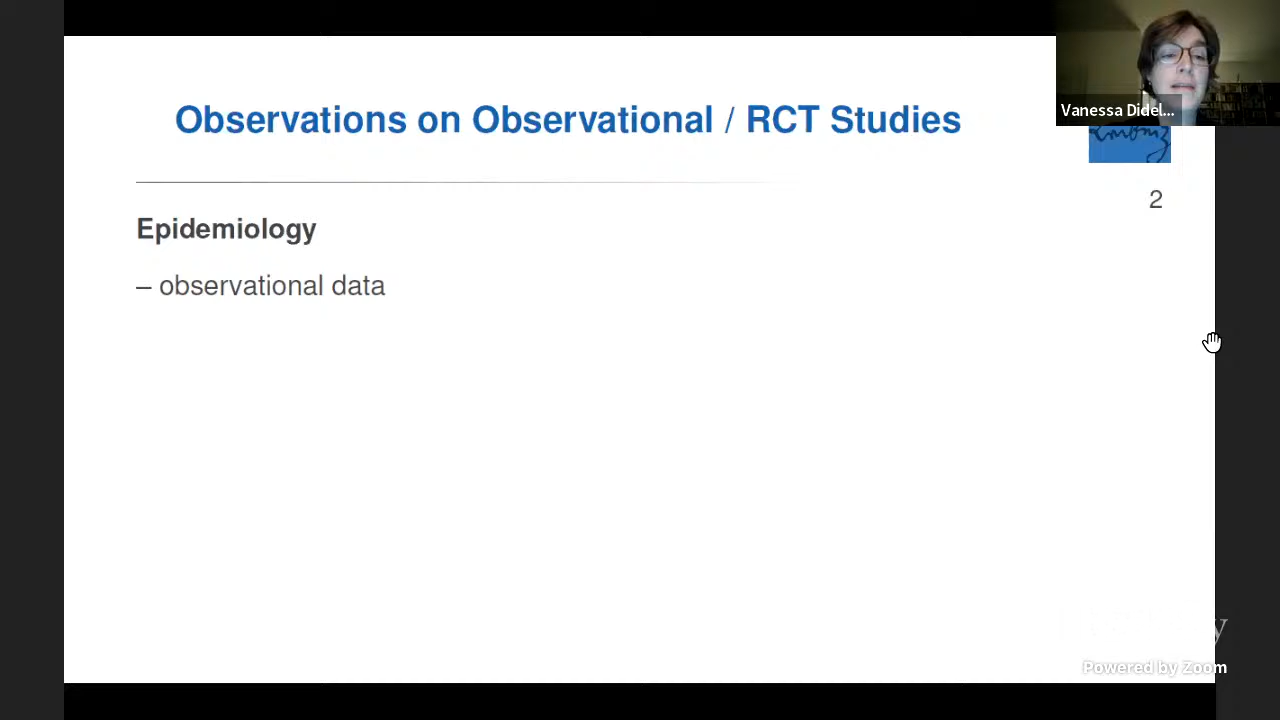 Observations on Observational / RCT Studies
Vanessa Didel...
2
Epidemiology
– observational data
y
Powered by Zoom